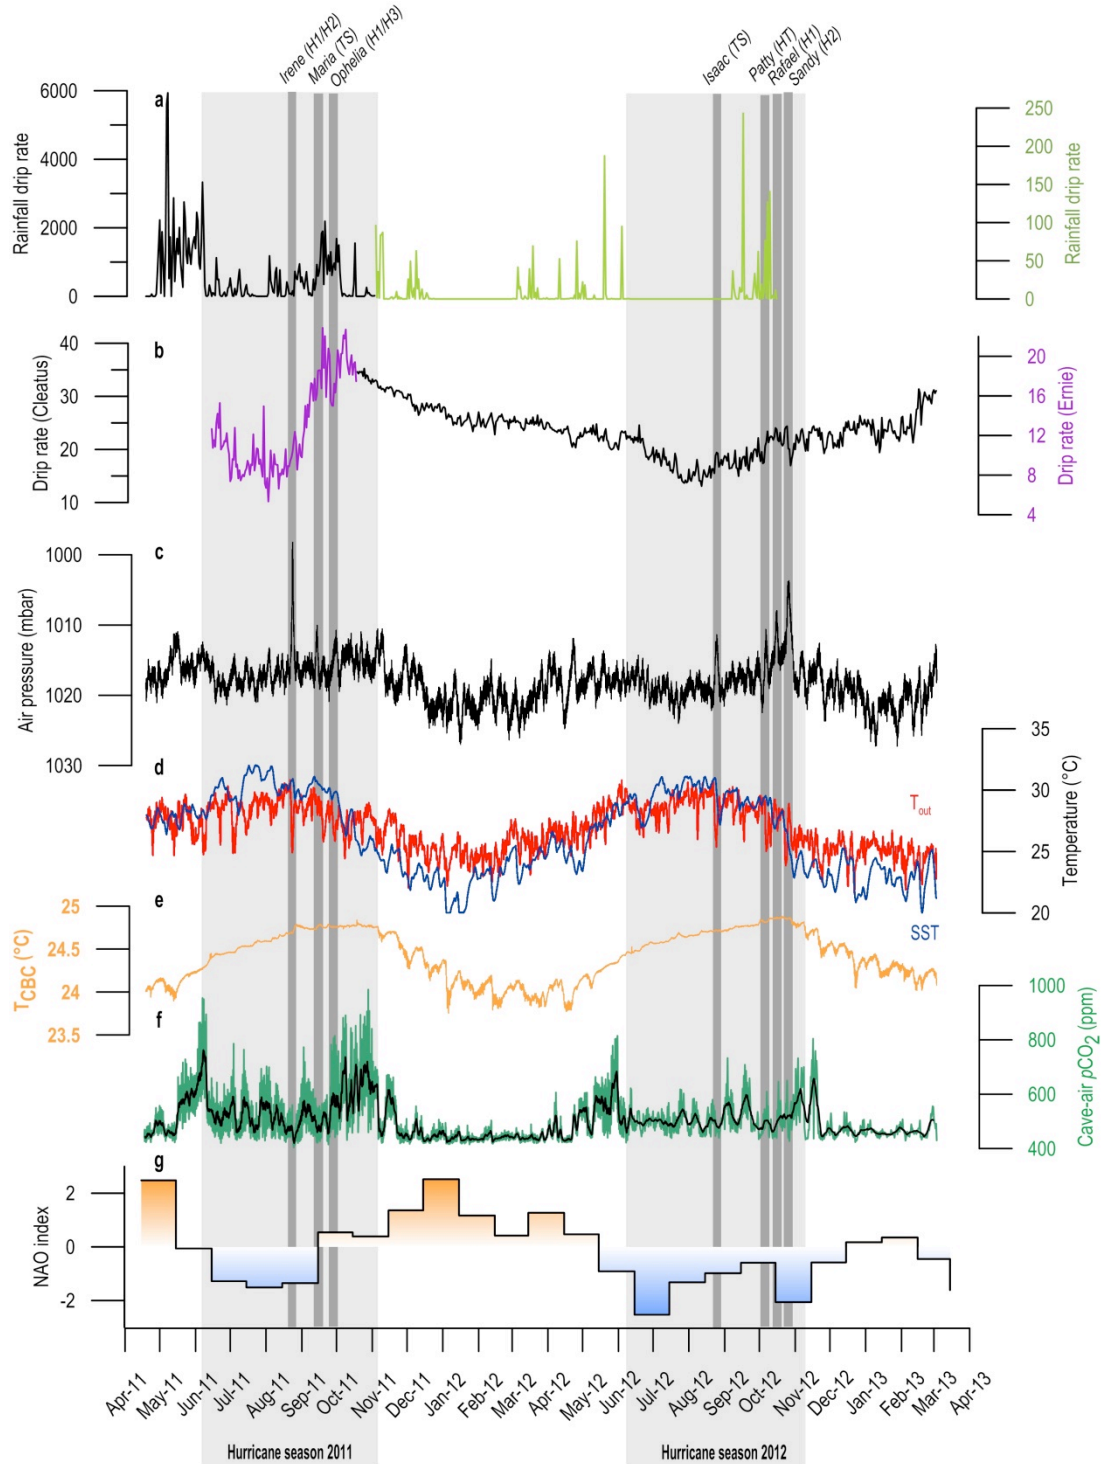 Irene (H1/H2)
Maria (TS)
Ophelia (H1/H3)
Isaac (TS)
Patty (HT)
Rafael (H1)
Sandy (H2)
a
6000
4000
2000
0
Rainfall drip rate
250
200
150
100
50
0
Rainfall drip rate
b
40
30
20
10
Drip rate (Cleatus)
20
16
12
8
4
Drip rate (Ernie)
c
1000
1010
1020
1030
Air pressure (mbar)
d
35
30
25
20
Temperature (°C)
Tout
SST
e
25
24.5
24
23.5
TCBC (°C)
f
1000
800
600
400
Cave-air pCO2 (ppm)
g
2
0
-2
NAO index
Apr-11
May-11
Jun-11
Jul-11
Aug-11
Sep-11
Oct-11
Nov-11
Dec-11
Jan-12
Feb-12
Mar-12
Apr-12
May-12
Jun-12
Jul-12
Aug-12
Sep-12
Oct-12
Nov-12
Dec-12
Jan-13
Feb-13
Mar-13
Apr-13
Hurricane season 2011
Hurricane season 2012